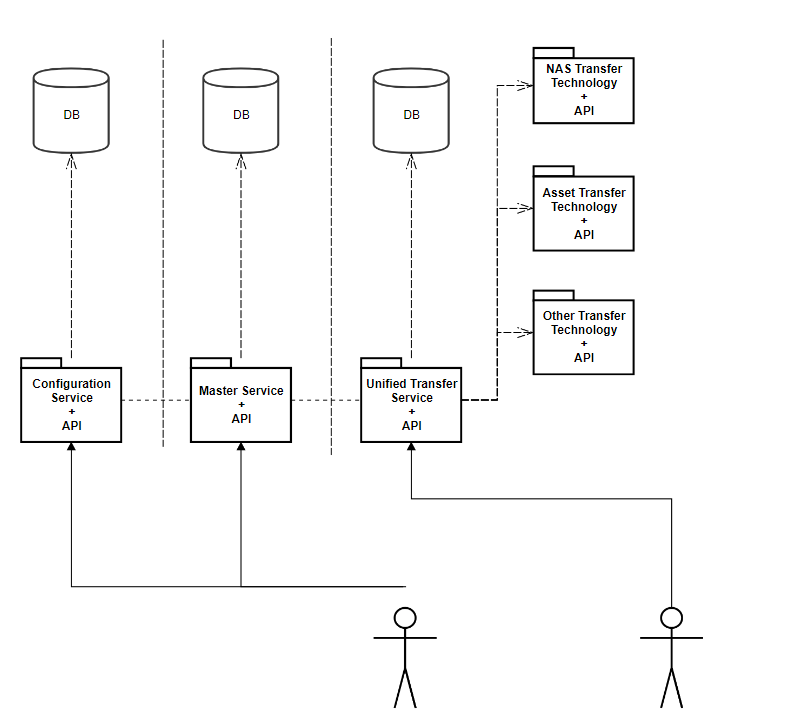 DB
DB
DB
NAS Transfer
Technology
+
API
Asset Transfer
Technology
+
API
Other Transfer
Technology
+
API
Configuration
Service
+
API
Master Service
+
API
Unified Transfer
Service
+
API